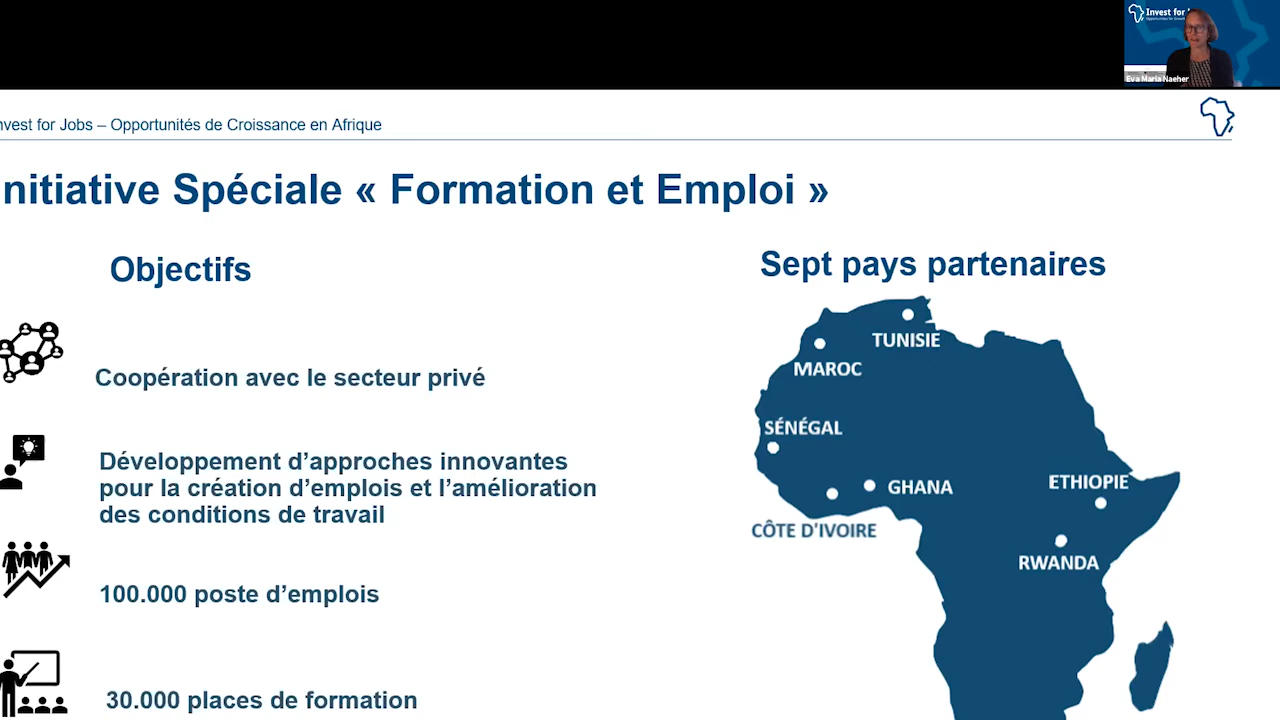 Invest for
Eva Maria Naeher
nvest for Jobs – Opportunités de Croissance en Afrique
nitiative Spéciale « Formation et Emploi »
Objectifs
Sept pays partenaires
TUNISIE
MAROC
Coopération avec le secteur privé
SÉNÉGAL
Développement d’approches innovantes
pour la création d’emplois et l’amélioration
des conditions de travail
ETHIOPIE
GHANA
CÔTE D'IVOIRE
RWANDA
100.000 poste d’emplois
30.000 places de formation